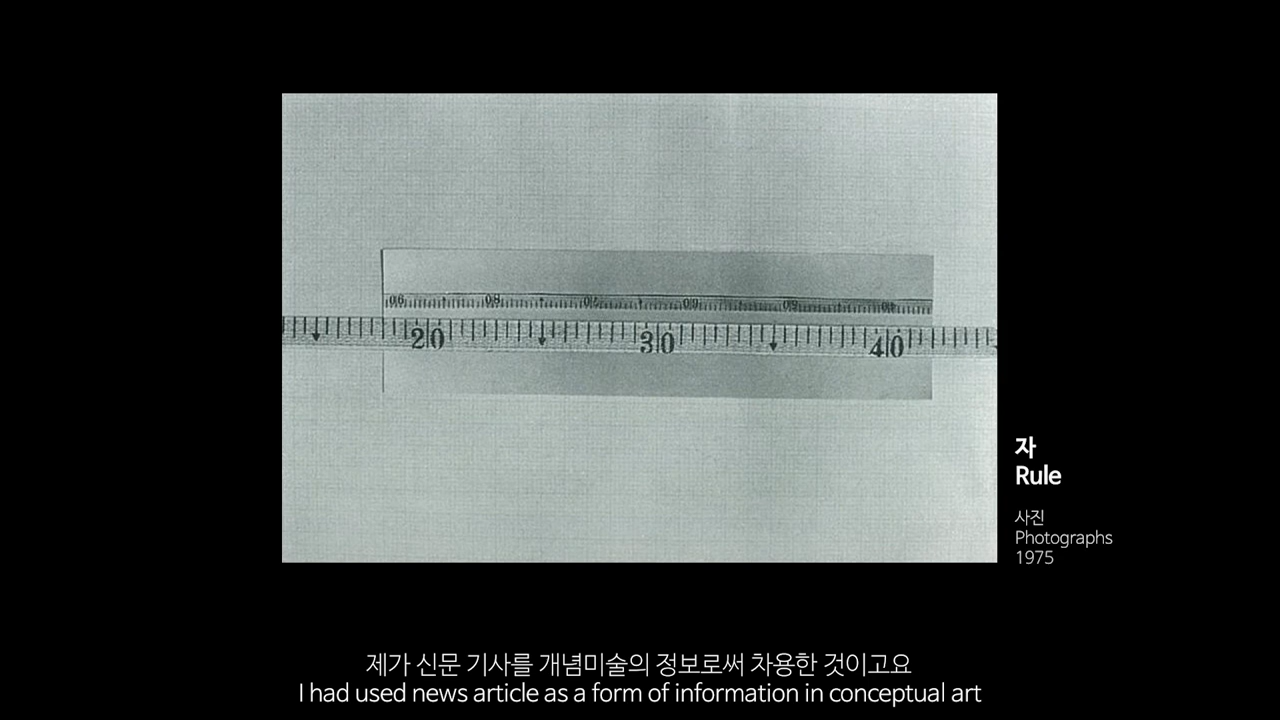 20
30
40
자
Rule
사진
Photographs
1975
제가 신문 기사를 개념미술의 정보로써 차용한 것이고요
I had used news article as a form of information in conceptual art